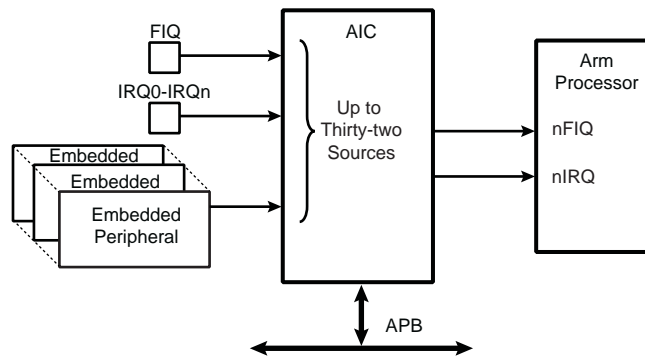 FIQ
IRQ0-IRQn
Embedded
Embedded
Embedded
Peripheral
AIC
Up to
Thirty-two
Sources
APB
Arm
Processor
nFIQ
nIRQ